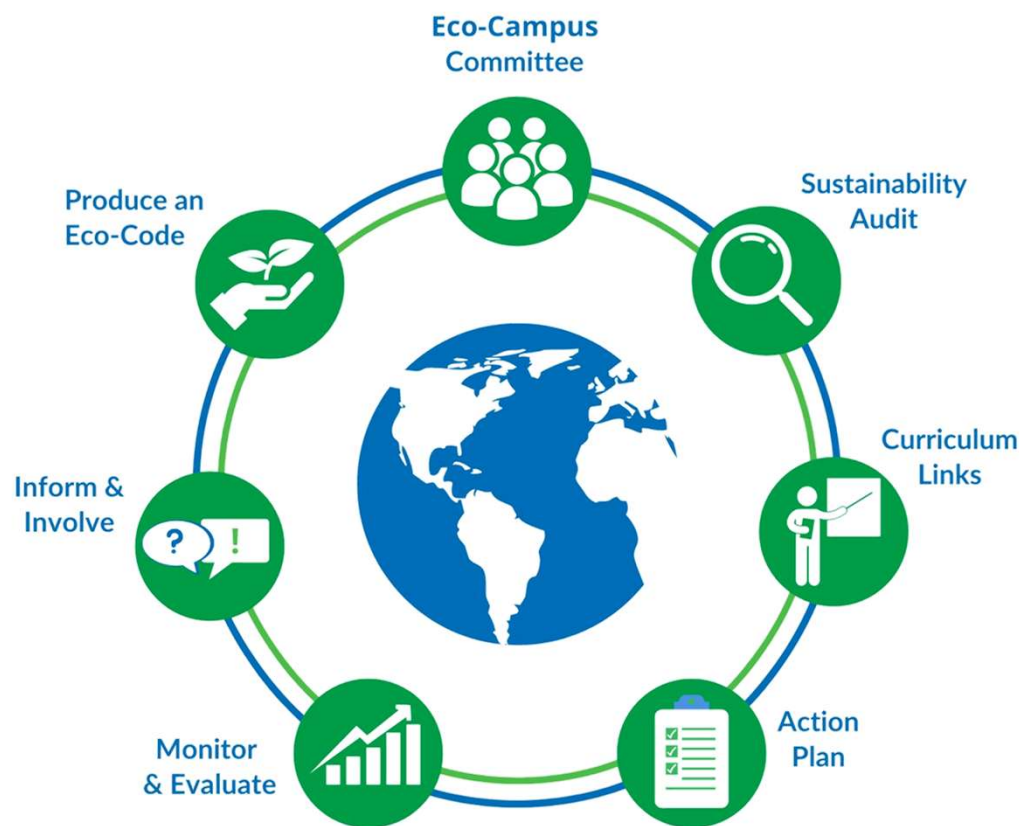 Eco-Campus
Committee
Sustainability
Audit
Curriculum
Links
Action
Plan
Monitor
& Evaluate
Inform &
Involve
?
!
Produce an
Eco-Code